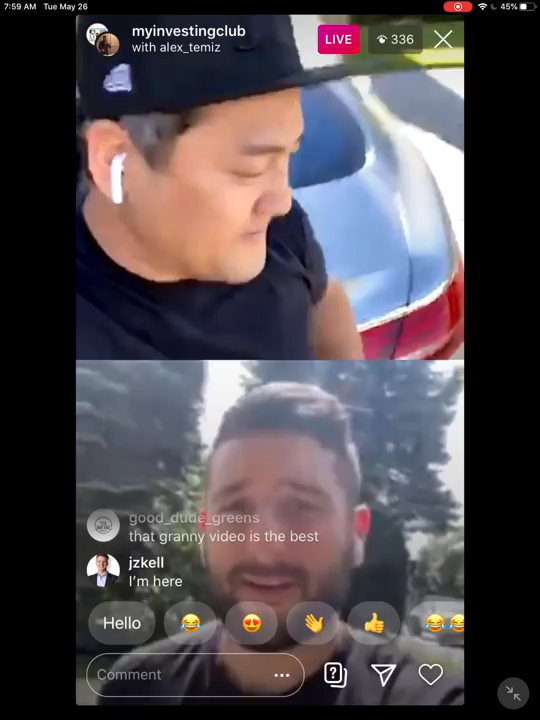 7:59 AM Tue May 26
45%
myinvestingclub
with alex_temiz
LIVE
336
good_dude_greens
that granny video is the best
jzkell
I'm here
Hello
Comment